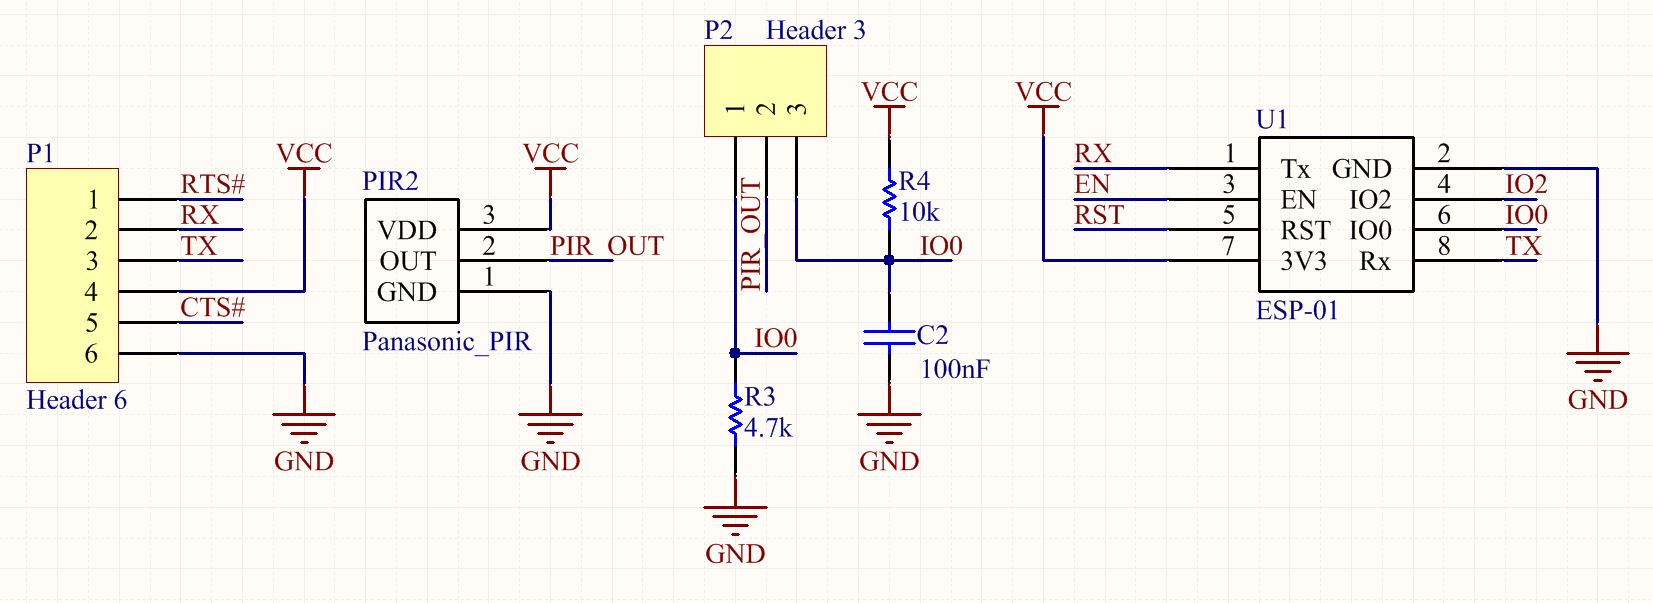 P1
1 RTS#
2 RX
3 TX
4
5 CTS#
6
Header 6
VCC
GND
PIR2
VDD 3
OUT 2 PIR_OUT
GND 1
Panasonic_PIR
VCC
GND
P2 Header 3
1 2 3
PIR_OUT
IO0
R3
4.7k
GND
VCC
R4
10k
IO0
C2
100nF
GND
VCC
U1
RX 1 Tx GND 2
EN 3 EN IO2 4 IO2
RST 5 RST IO0 6 IO0
7 3V3 Rx 8 TX
ESP-01
GND